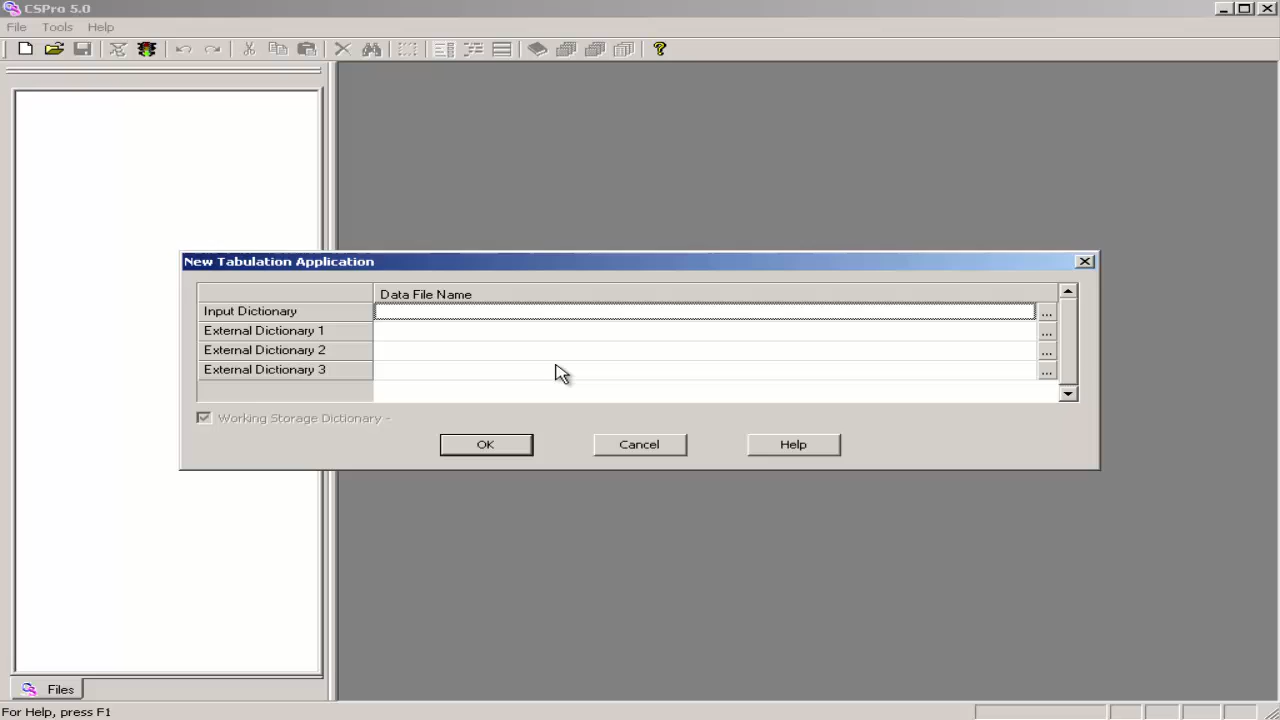 CSPro 5.0
File Tools Help
New Tabulation Application
Data File Name
Input Dictionary ...
External Dictionary 1 ...
External Dictionary 2 ...
External Dictionary 3 ...
Working Storage Dictionary -
OK Cancel Help
Files
For Help, press F1